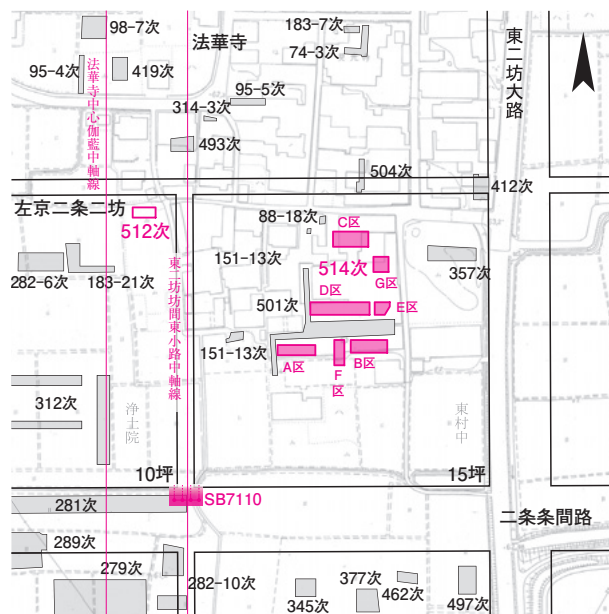 98-7次
法華寺
183-7次
74-3次
東二坊大路
95-4次
419次
法華寺中心伽藍中軸線
95-5次
314-3次
493次
504次
412次
左京二条二坊
512次
88-18次
C区
151-13次
514次
G区
357次
282-6次
183-21次
東二坊坊間東小路中軸線
D区
501次
E区
151-13次
A区
F区
B区
312次
浄土院
東村中
10坪
15坪
281次
SB7110
二条条間路
289次
279次
282-10次
377次
462次
345次
497次